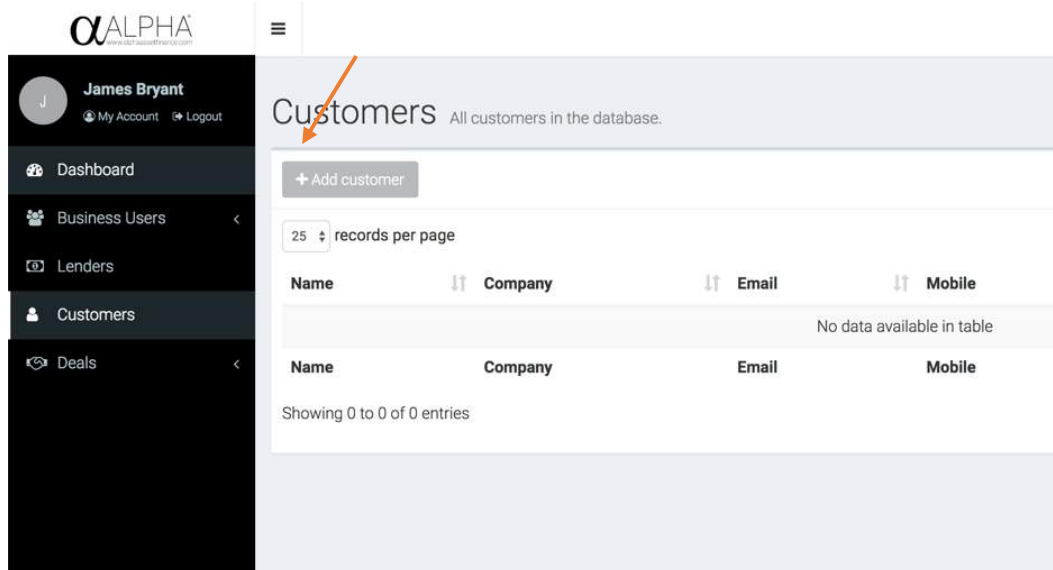 αALPHA
James Bryant
My Account Logout
Dashboard
Business Users
Lenders
Customers
Deals
Customers All customers in the database.
+ Add customer
25 records per page
Name Company Email Mobile
No data available in table
Name Company Email Mobile
Showing 0 to 0 of 0 entries
J